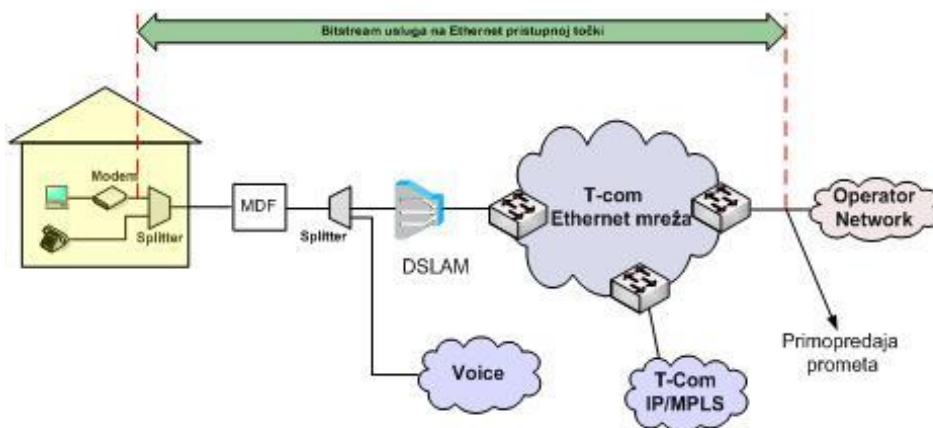 Bitstream usluga na Ethernet pristupnoj točki
Modem
Splitter
MDF
Splitter
DSLAM
T-com
Ethernet mreža
Operator
Network
Primopredaja
prometa
Voice
T-Com
IP/MPLS